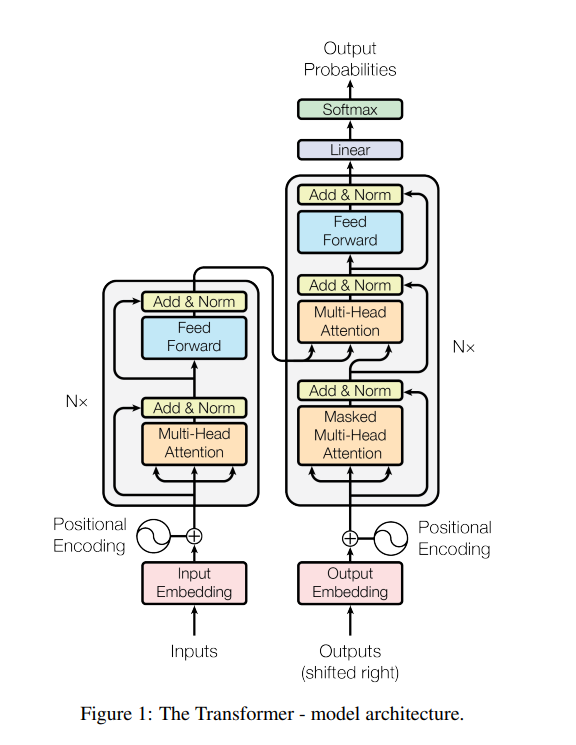 Output
Probabilities
Softmax
Linear
Add & Norm
Feed
Forward
Add & Norm
Multi-Head
Attention
Add & Norm
Masked
Multi-Head
Attention
N×
Add & Norm
Feed
Forward
Add & Norm
Multi-Head
Attention
N×
Positional
Encoding
Positional
Encoding
Input
Embedding
Output
Embedding
Inputs
Outputs
(shifted right)
Figure 1: The Transformer - model architecture.